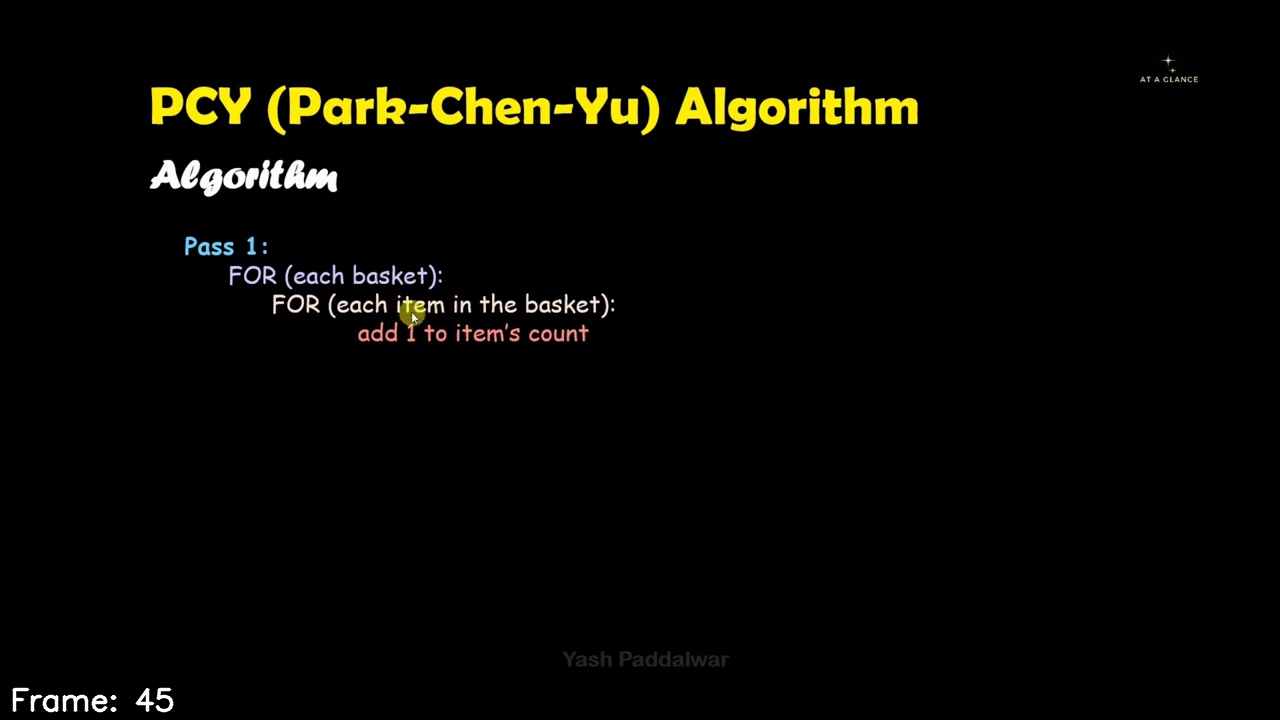 AT A GLANCE
PCY (Park-Chen-Yu) Algorithm
Algorithm
Pass 1:
FOR (each basket):
FOR (each item in the basket):
add 1 to item's count
Yash Paddalwar
Frame: 45